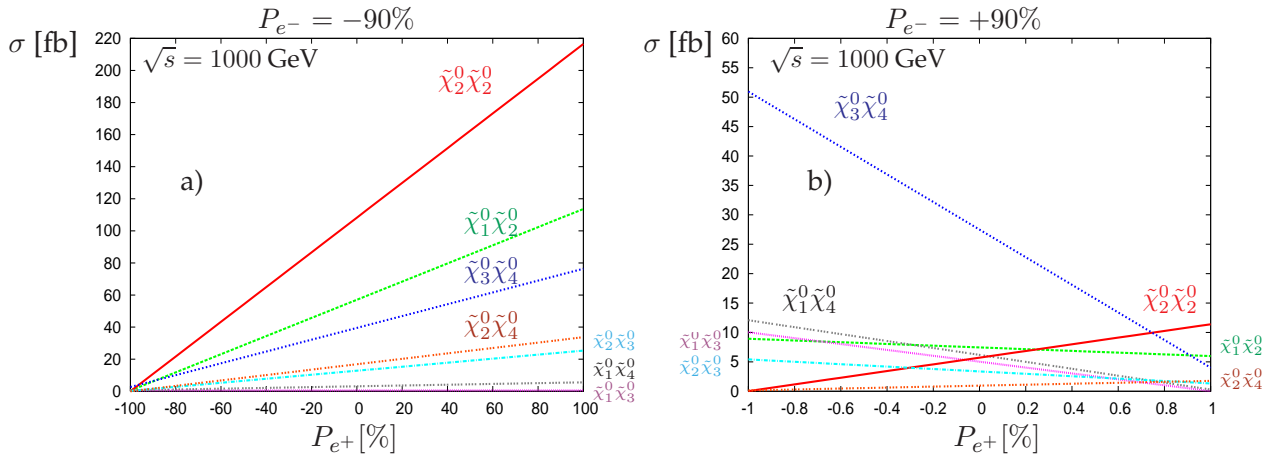 P_{e^-} = −90%
σ [fb]
√s = 1000 GeV
220
200
180
160
140
120
100
80
60
40
20
0
a)
χ̃⁰₂χ̃⁰₂
χ̃⁰₁χ̃⁰₂
χ̃⁰₃χ̃⁰₄
χ̃⁰₂χ̃⁰₄
χ̃⁰₂χ̃⁰₃
χ̃⁰₁χ̃⁰₄
χ̃⁰₁χ̃⁰₃
-100 -80 -60 -40 -20 0 20 40 60 80 100
P_{e^+}[%]
P_{e^-} = +90%
σ [fb]
√s = 1000 GeV
60
55
50
45
40
35
30
25
20
15
10
5
0
χ̃⁰₃χ̃⁰₄
b)
χ̃⁰₁χ̃⁰₄
χ̃⁰₂χ̃⁰₂
χ̃⁰₁χ̃⁰₃
χ̃⁰₂χ̃⁰₃
χ̃⁰₁χ̃⁰₂
χ̃⁰₂χ̃⁰₄
-1 -0.8 -0.6 -0.4 -0.2 0 0.2 0.4 0.6 0.8 1
P_{e^+}[%]